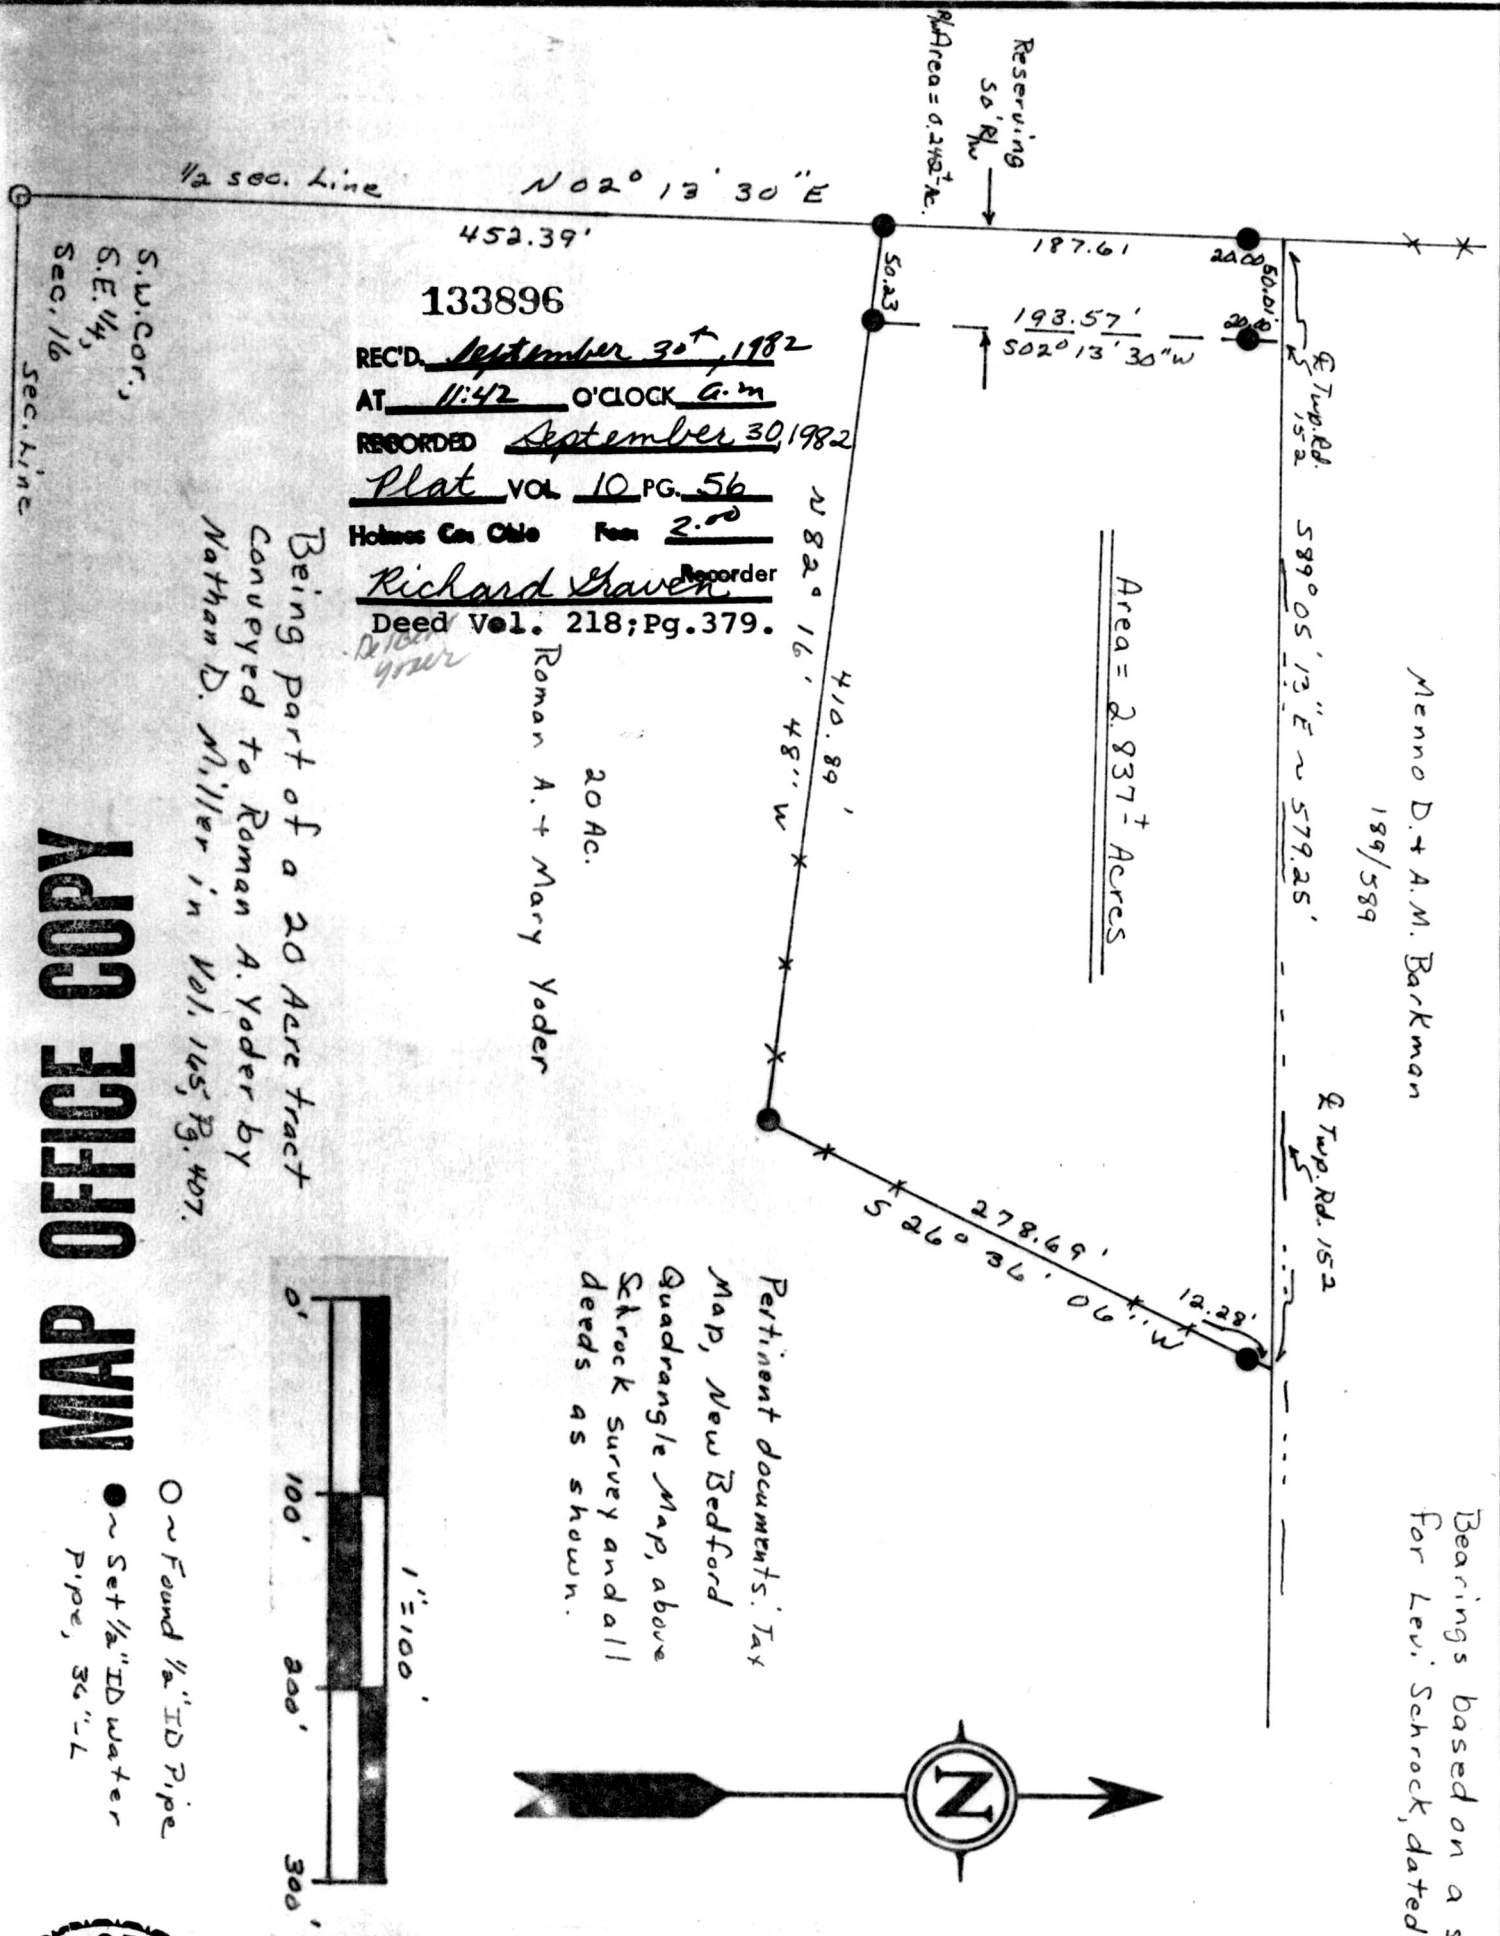 Reserving
50' R/w
R/w Area = 0.242± Ac.
1/2 sec. Line
N 02° 13' 30" E
452.39'
187.61
20.00
50.01'
50.23
193.57'
S 02° 13' 30" W
20.00
S.W. Cor.,
S.E. 1/4,
Sec. 16
Sec. Line
133896
REC'D. September 30th, 1982
AT 11:42 O'CLOCK a.m
RECORDED September 30, 1982
Plat VOL. 10 PG. 56
Holmes Co. Ohio Fee: 2.00
Richard Graven Recorder
Deed Vol. 218;Pg.379.
Yoder
℄ Twp. Rd.
152
S 89° 05' 13" E ~ 579.25'
Menno D. + A. M. Barkman
189/589
℄ Twp. Rd. 152
Area = 2.837± Acres
N 82° 16' 48" W
410.89'
20 Ac.
Roman A. + Mary Yoder
278.69'
S 26° 36' 06" W
12.28'
Being part of a 20 Acre tract
Conveyed to Roman A. Yoder by
Nathan D. Miller in Vol. 165, Pg. 407.
MAP OFFICE COPY
Pertinent documents: Tax
Map, New Bedford
Quadrangle Map, above
Schrock survey and all
deeds as shown.
Bearings based on a s
for Levi Schrock, dated
1"=100'
0' 100' 200' 300'
○ ~ Found 1/2" ID Pipe
● ~ Set 1/2" ID water
Pipe, 36"-L
N